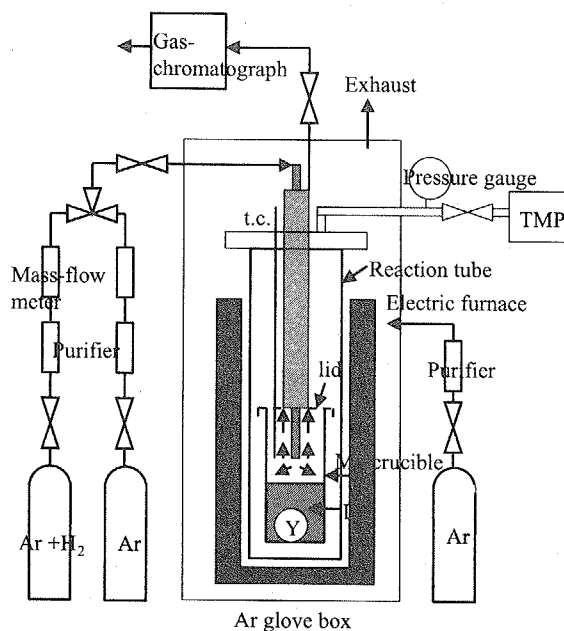 Gas-
chromatograph
Exhaust
Pressure gauge
TMP
t.c.
Reaction tube
Mass-flow
meter
Electric furnace
Purifier
Purifier
lid
crucible
Y
Ar +H₂
Ar
Ar
Ar glove box